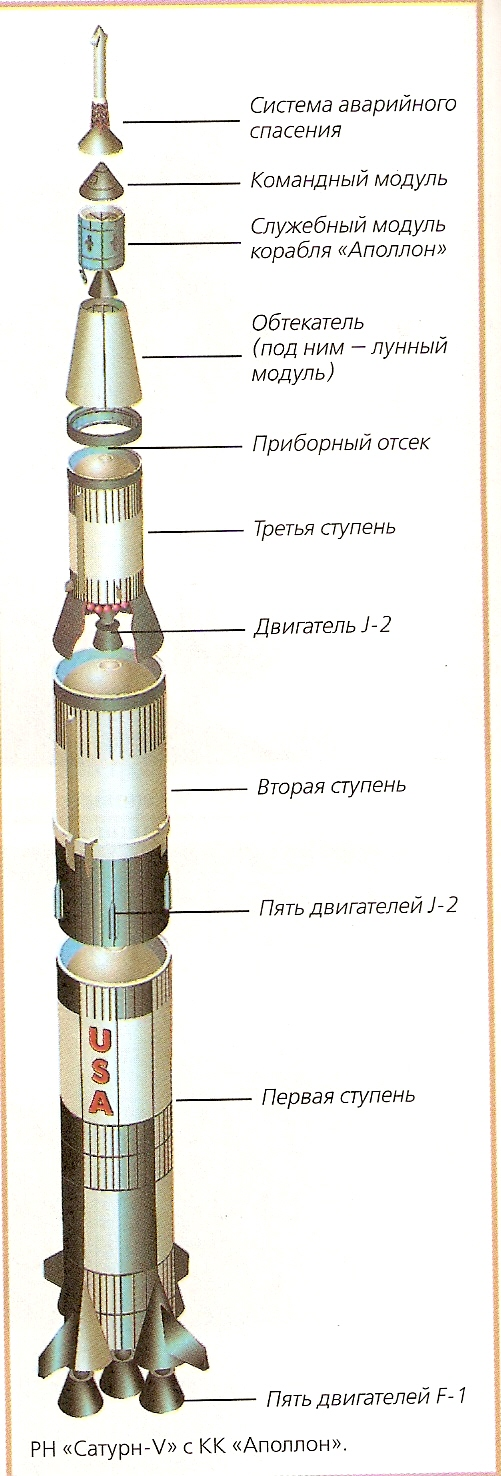 Система аварийного
спасения
Командный модуль
Служебный модуль
корабля «Аполлон»
Обтекатель
(под ним – лунный
модуль)
Приборный отсек
Третья ступень
Двигатель J-2
Вторая ступень
Пять двигателей J-2
USA
Первая ступень
Пять двигателей F-1
РН «Сатурн-V» с КК «Аполлон».